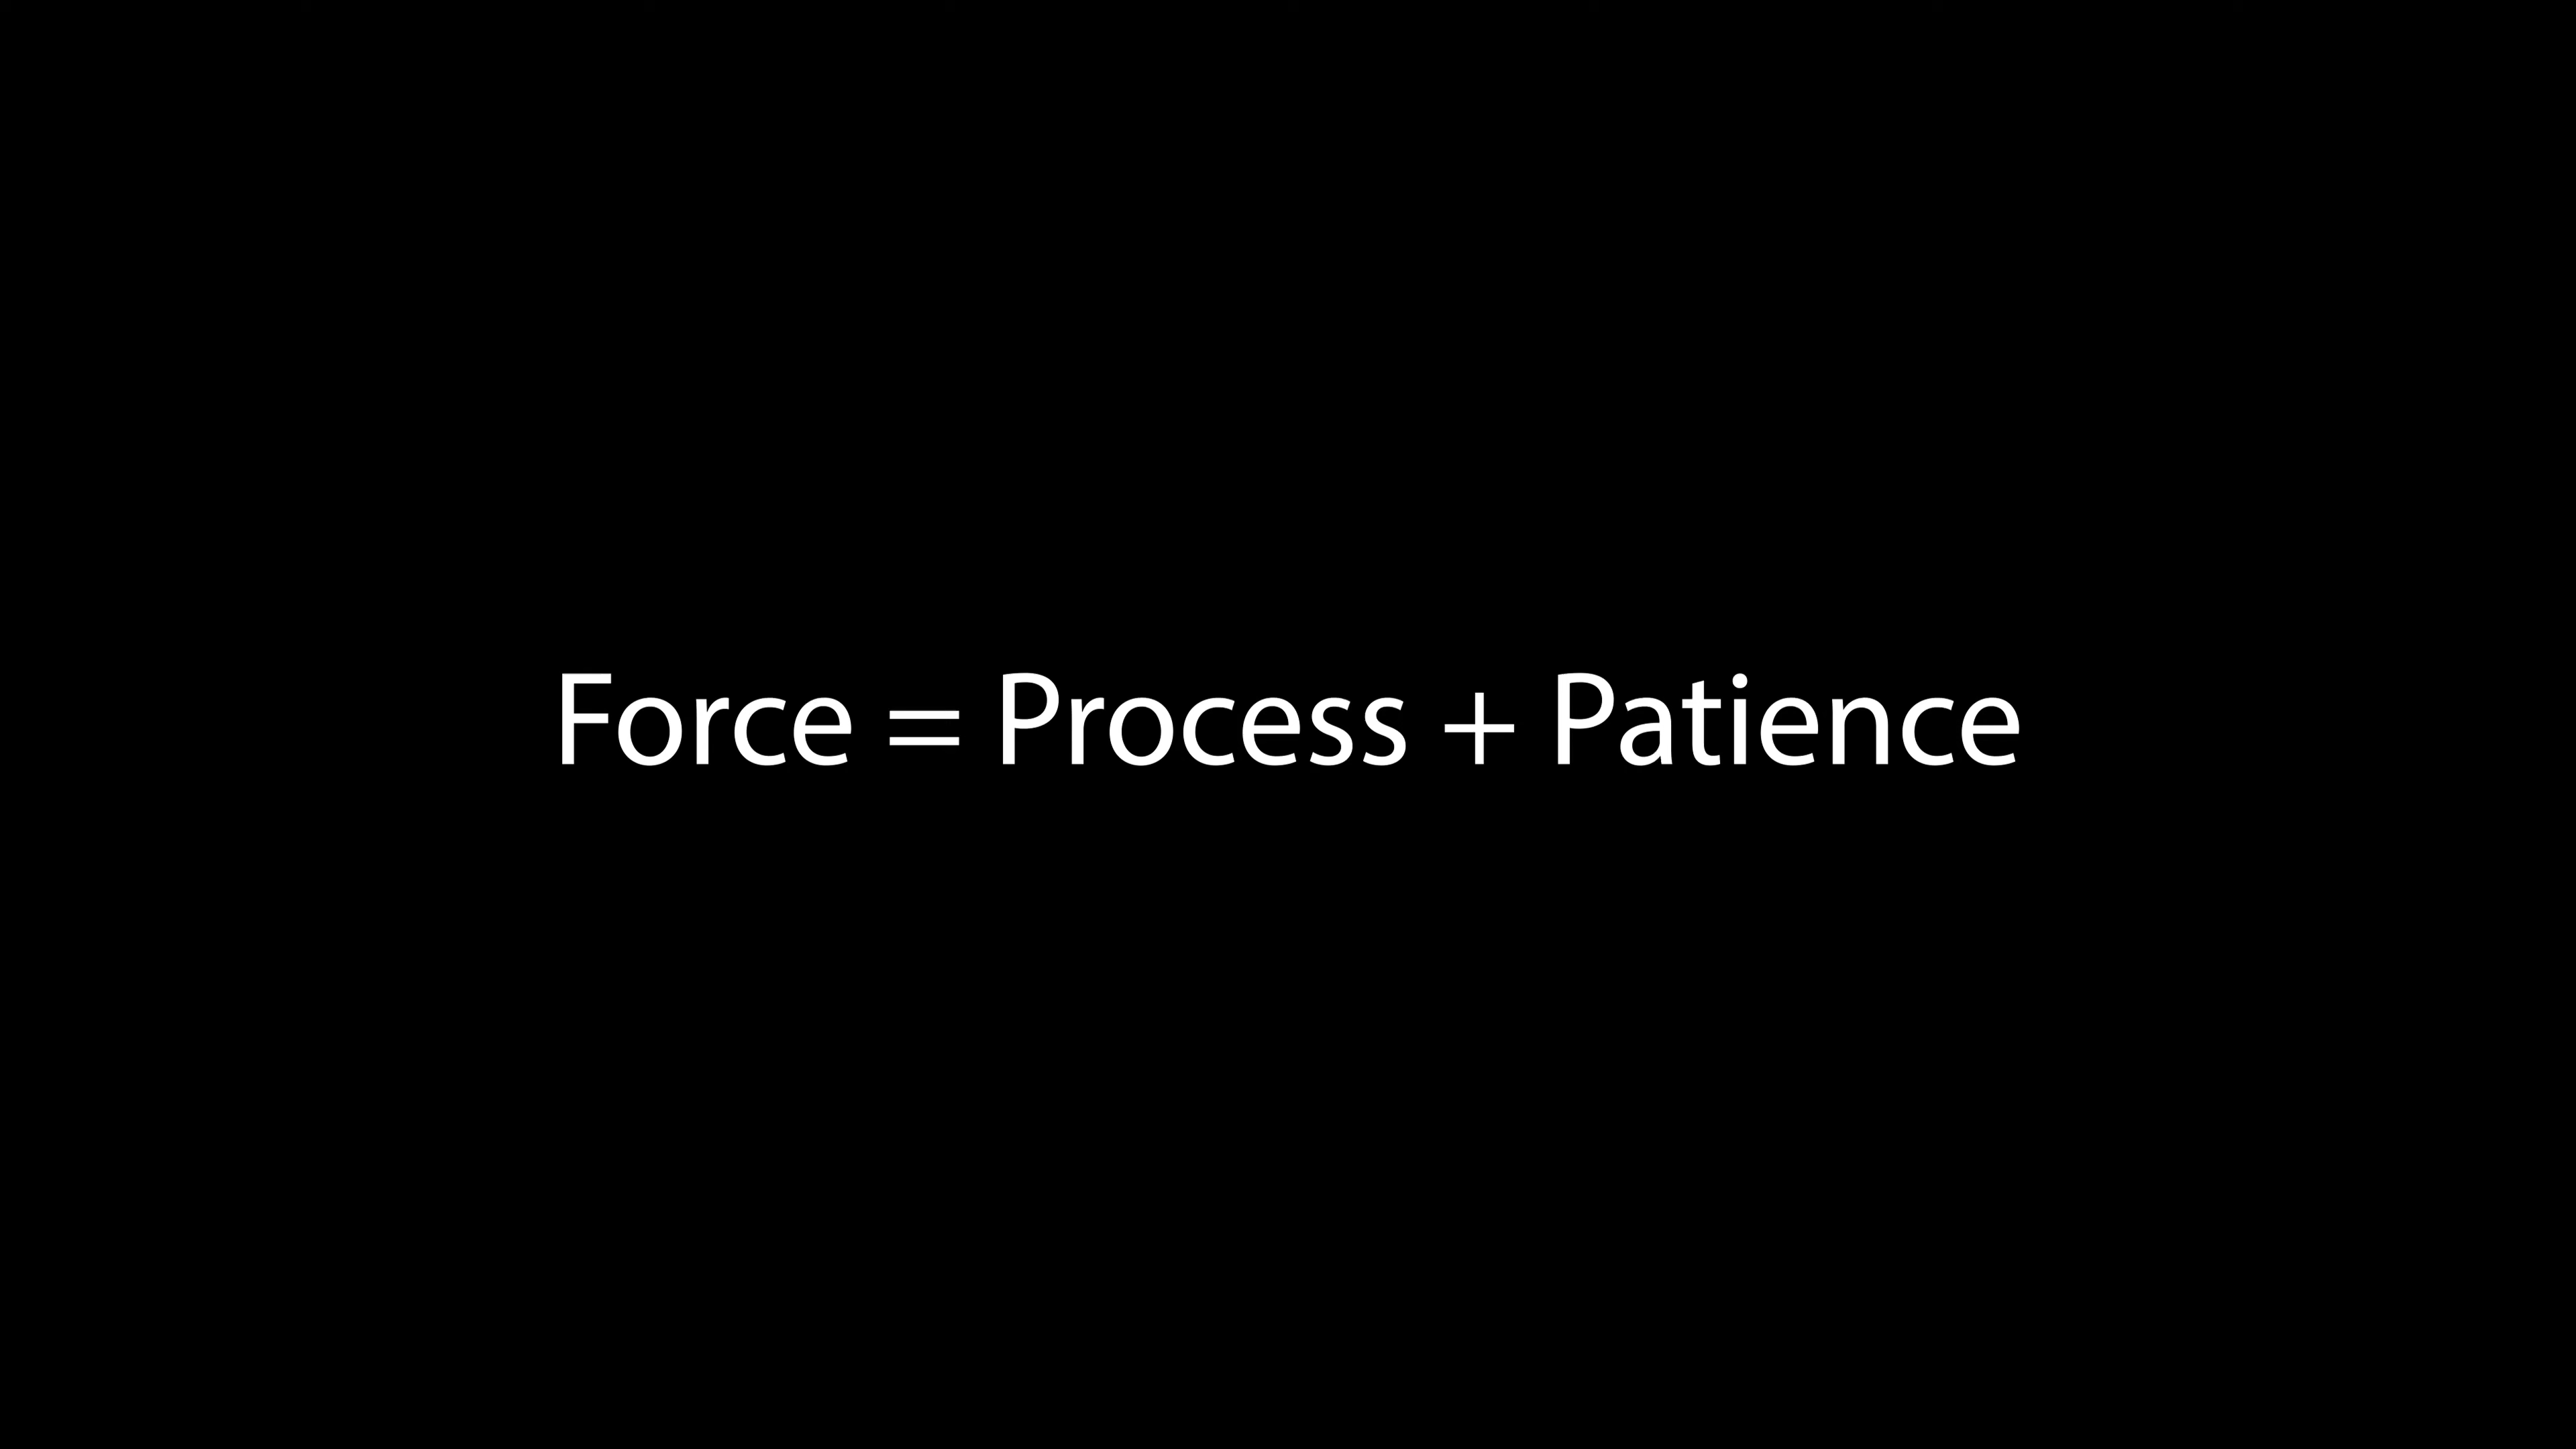 Force = Process + Patience